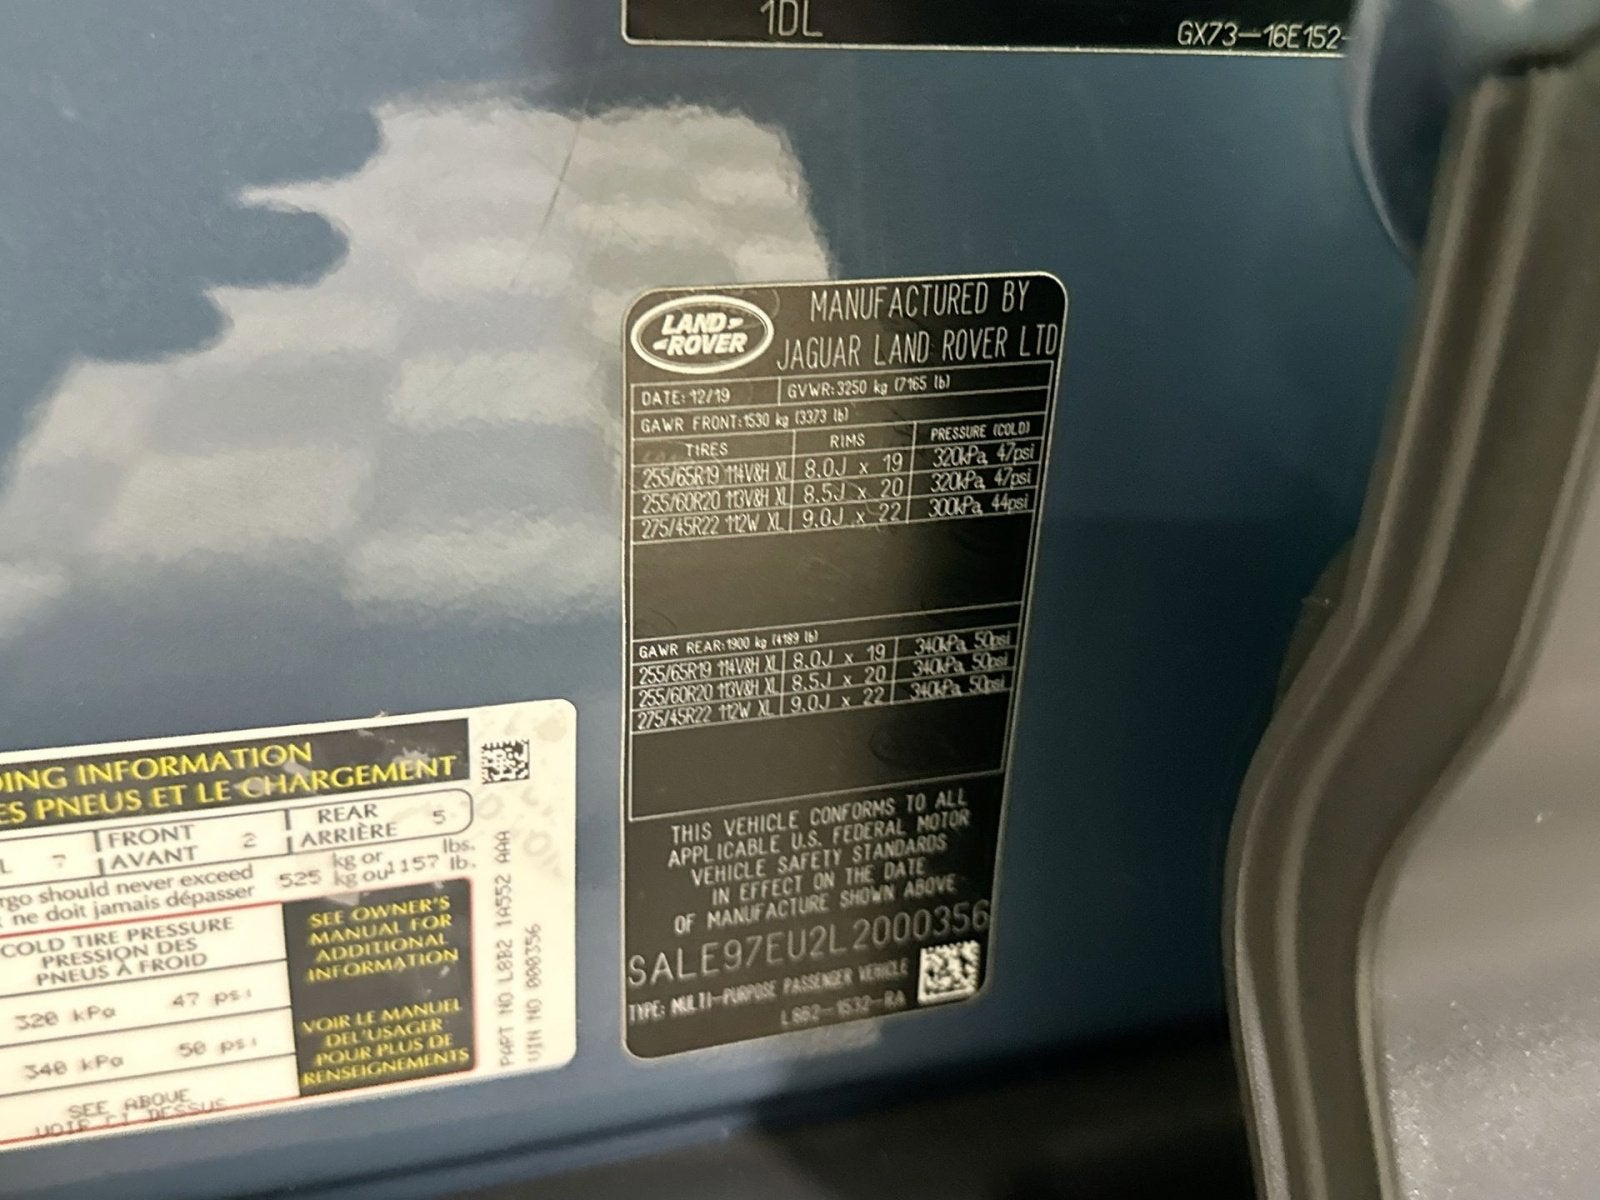 1DL
GX73-16E152-
LAND
ROVER
MANUFACTURED BY
JAGUAR LAND ROVER LTD
DATE: 12/19 GVWR: 3250 kg (7165 lb)
GAWR FRONT: 1530 kg (3373 lb)
TIRES RIMS PRESSURE (COLD)
255/65R19 114V&H XL 8.0J x 19 320kPa, 47psi
255/60R20 113V&H XL 8.5J x 20 320kPa, 47psi
275/45R22 112W XL 9.0J x 22 300kPa, 44psi
GAWR REAR: 1900 kg (4189 lb)
255/65R19 114V&H XL 8.0J x 19 340kPa, 50psi
255/60R20 113V&H XL 8.5J x 20 340kPa, 50psi
275/45R22 112W XL 9.0J x 22 340kPa, 50psi
THIS VEHICLE CONFORMS TO ALL
APPLICABLE U.S. FEDERAL MOTOR
VEHICLE SAFETY STANDARDS
IN EFFECT ON THE DATE
OF MANUFACTURE SHOWN ABOVE
SALE97EU2L2000356
TYPE: MULTI-PURPOSE PASSENGER VEHICLE
L8B2-1532-RA
DING INFORMATION
ES PNEUS ET LE CHARGEMENT
L 7 FRONT 2 REAR 5
AVANT ARRIÈRE
rgo should never exceed 525 kg or 1157 lbs.
ne doit jamais dépasser kg ou lb.
COLD TIRE PRESSURE
PRESSION DES
PNEUS À FROID
320 kPa 47 psi
340 kPa 50 psi
SEE ABOVE
VOIR CI DESSUS
SEE OWNER'S
MANUAL FOR
ADDITIONAL
INFORMATION
VOIR LE MANUEL
DE L'USAGER
POUR PLUS DE
RENSEIGNEMENTS
PART NO L8B2 1A552 AAA
VIN NO 000356